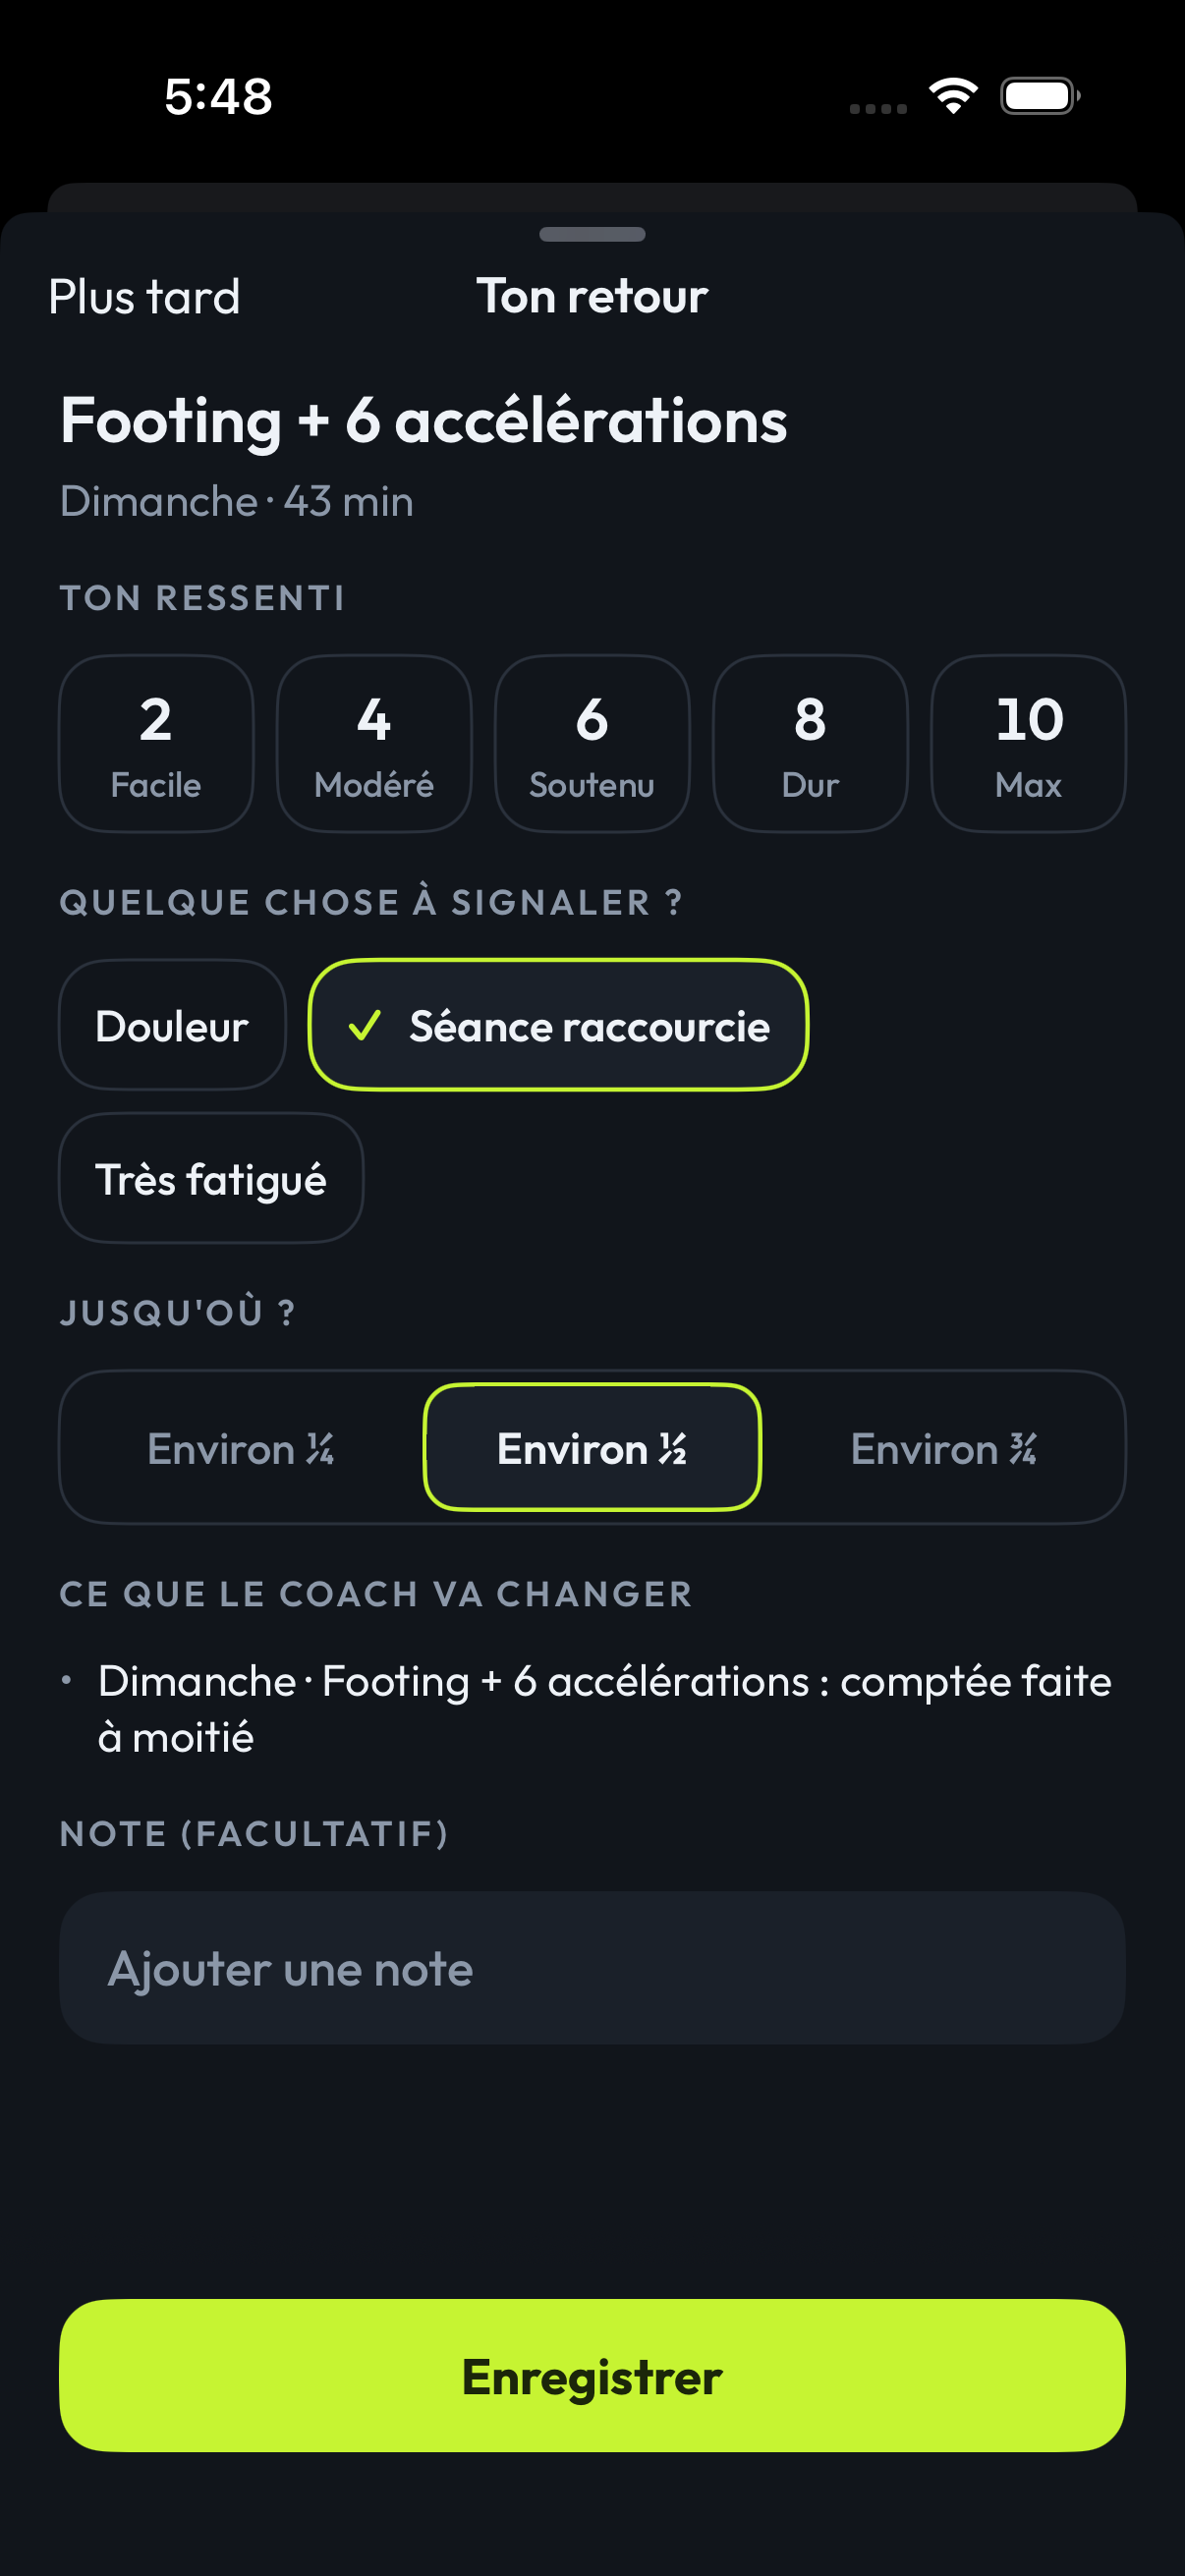 5:48
Plus tard
Ton retour
Footing + 6 accélérations
Dimanche · 43 min
TON RESSENTI
2
Facile
4
Modéré
6
Soutenu
8
Dur
10
Max
QUELQUE CHOSE À SIGNALER ?
Douleur
Séance raccourcie
Très fatigué
JUSQU'OÙ ?
Environ ¼
Environ ½
Environ ¾
CE QUE LE COACH VA CHANGER
• Dimanche · Footing + 6 accélérations : comptée faite
à moitié
NOTE (FACULTATIF)
Ajouter une note
Enregistrer